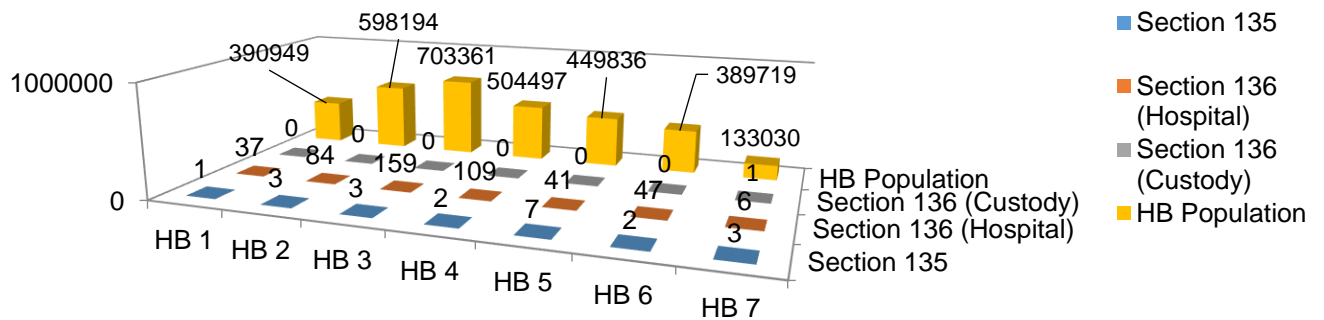 598194
390949
703361
449836
504497
389719
1000000
133030
0
0
0
0
0
0
1
37
84
159
109
41
47
6
1
3
3
2
7
2
3
0
HB 1
HB 2
HB 3
HB 4
HB 5
HB 6
HB 7
HB Population
Section 136 (Custody)
Section 136 (Hospital)
Section 135
Section 135
Section 136
(Hospital)
Section 136
(Custody)
HB Population